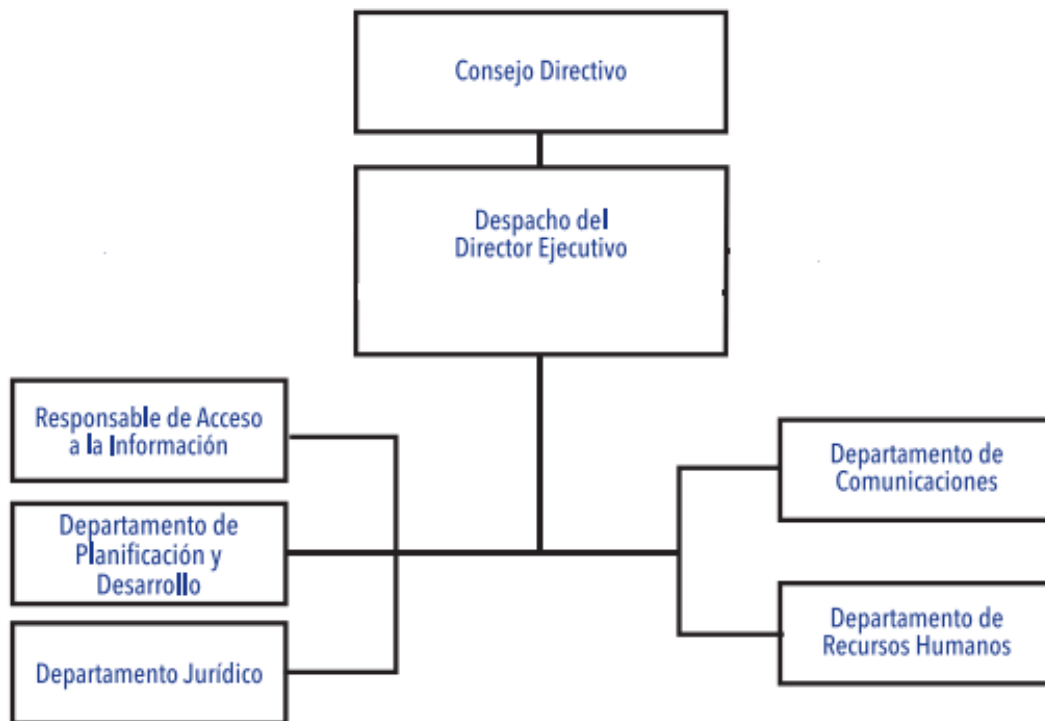 Consejo Directivo
Despacho del
Director Ejecutivo
Responsable de Acceso
a la Información
Departamento de
Planificación y
Desarrollo
Departamento Jurídico
Departamento de
Comunicaciones
Departamento de
Recursos Humanos